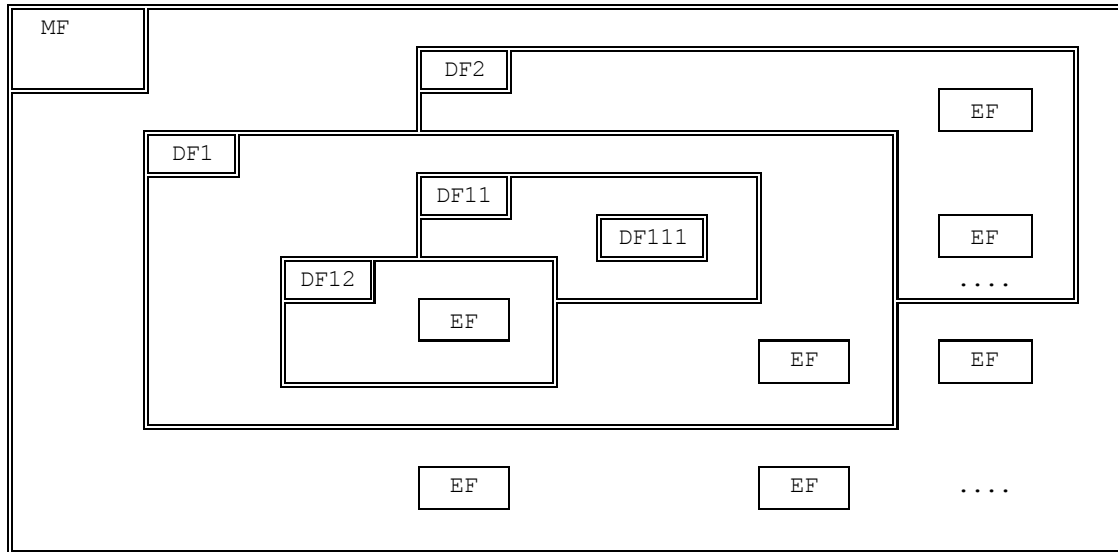 MF
DF2
EF
DF1
DF11
DF111
EF
DF12
....
EF
EF
EF
EF
EF
....